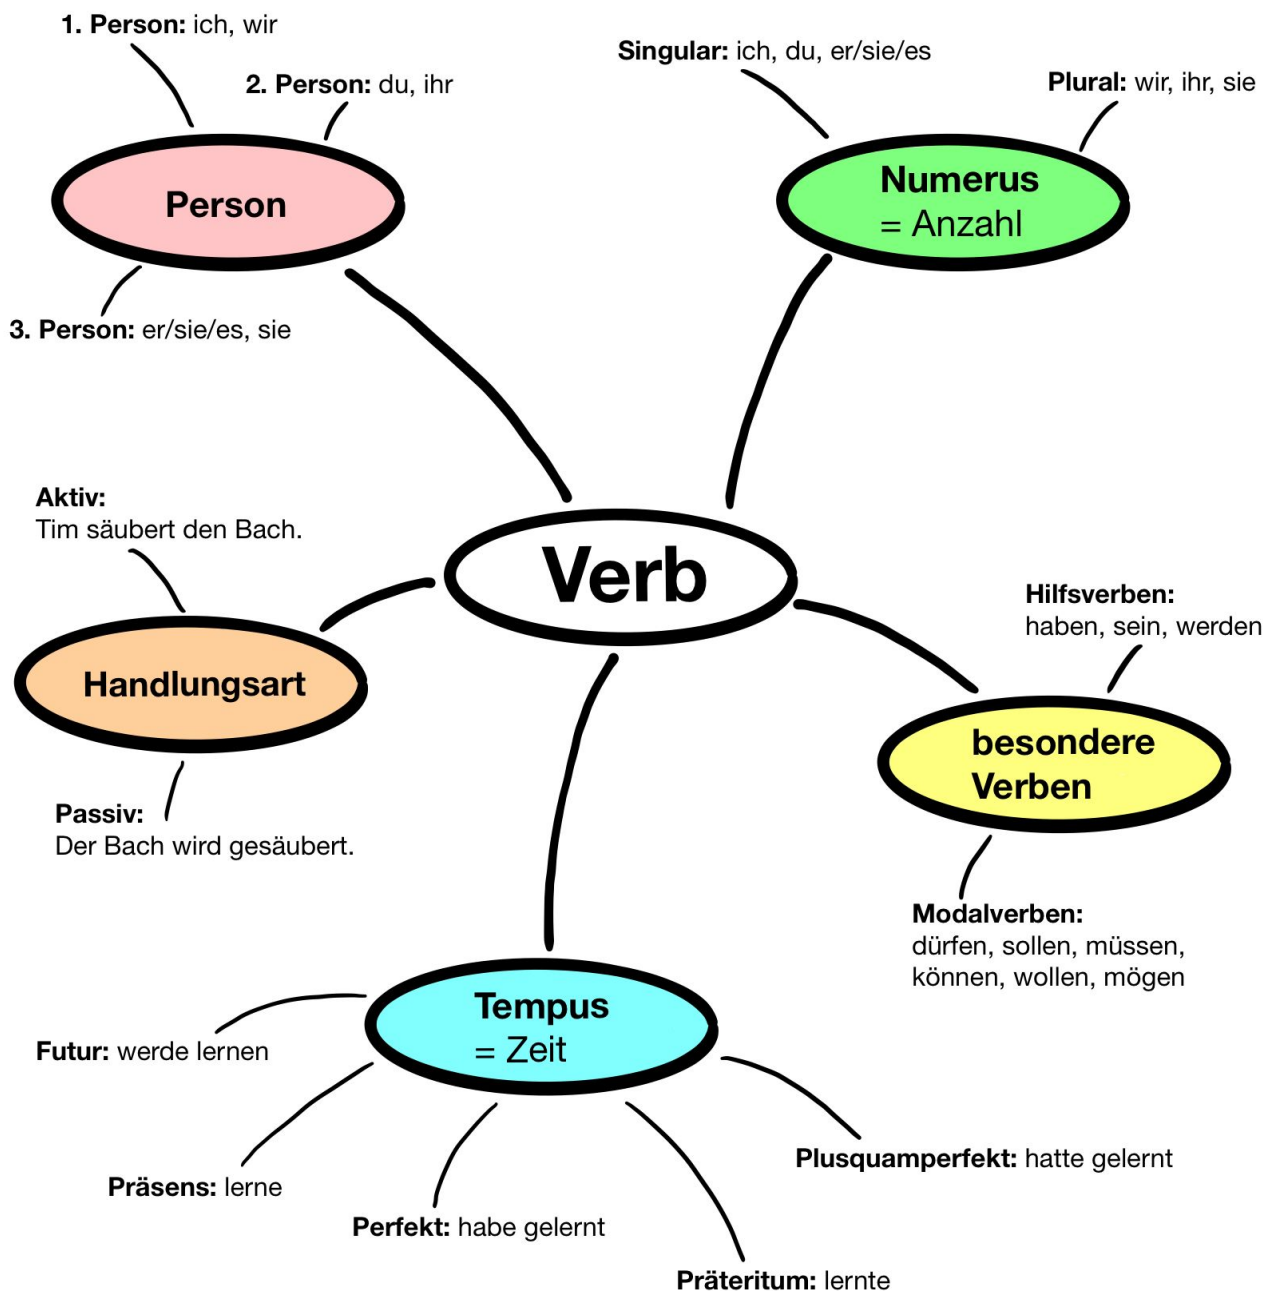 1. Person: ich, wir
2. Person: du, ihr
Person
3. Person: er/sie/es, sie
Singular: ich, du, er/sie/es
Plural: wir, ihr, sie
Numerus
= Anzahl
Verb
Aktiv:
Tim säubert den Bach.
Handlungsart
Passiv:
Der Bach wird gesäubert.
Hilfsverben:
haben, sein, werden
besondere
Verben
Modalverben:
dürfen, sollen, müssen,
können, wollen, mögen
Tempus
= Zeit
Futur: werde lernen
Präsens: lerne
Perfekt: habe gelernt
Präteritum: lernte
Plusquamperfekt: hatte gelernt